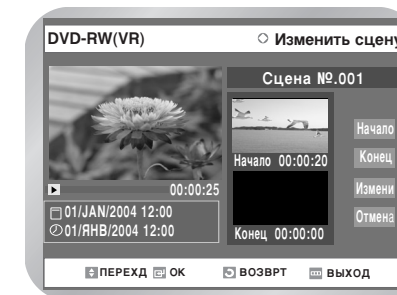 DVD-RW(VR)
Изменить сцену
Сцена №.001
Начало 00:00:20
Конец 00:00:00
Начало
Конец
Измени
Отмена
00:00:25
01/JAN/2004 12:00
01/ЯНВ/2004 12:00
ПЕРЕХД OK ВОЗВРТ ВЫХОД